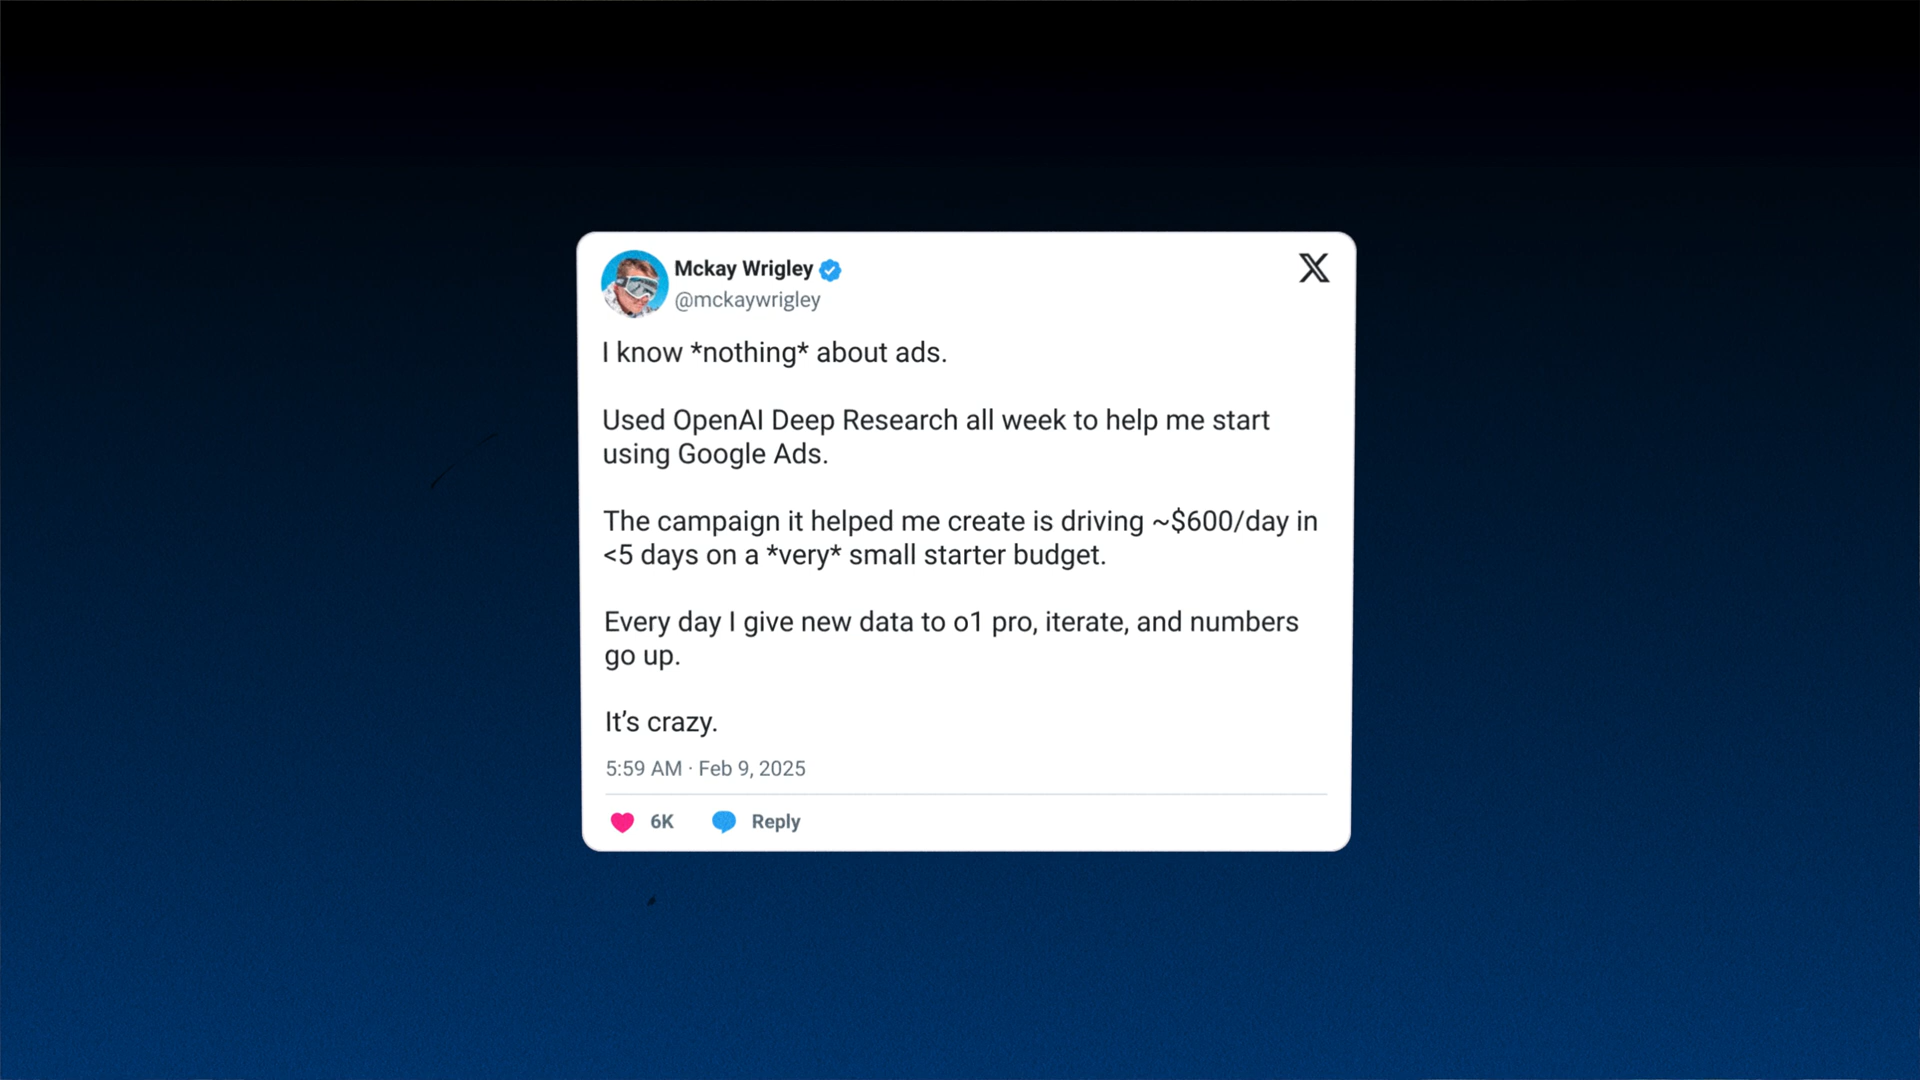 Mckay Wrigley
@mckaywrigley
I know *nothing* about ads.
Used OpenAI Deep Research all week to help me start
using Google Ads.
The campaign it helped me create is driving ~$600/day in
<5 days on a *very* small starter budget.
Every day I give new data to o1 pro, iterate, and numbers
go up.
It’s crazy.
5:59 AM · Feb 9, 2025
6K Reply